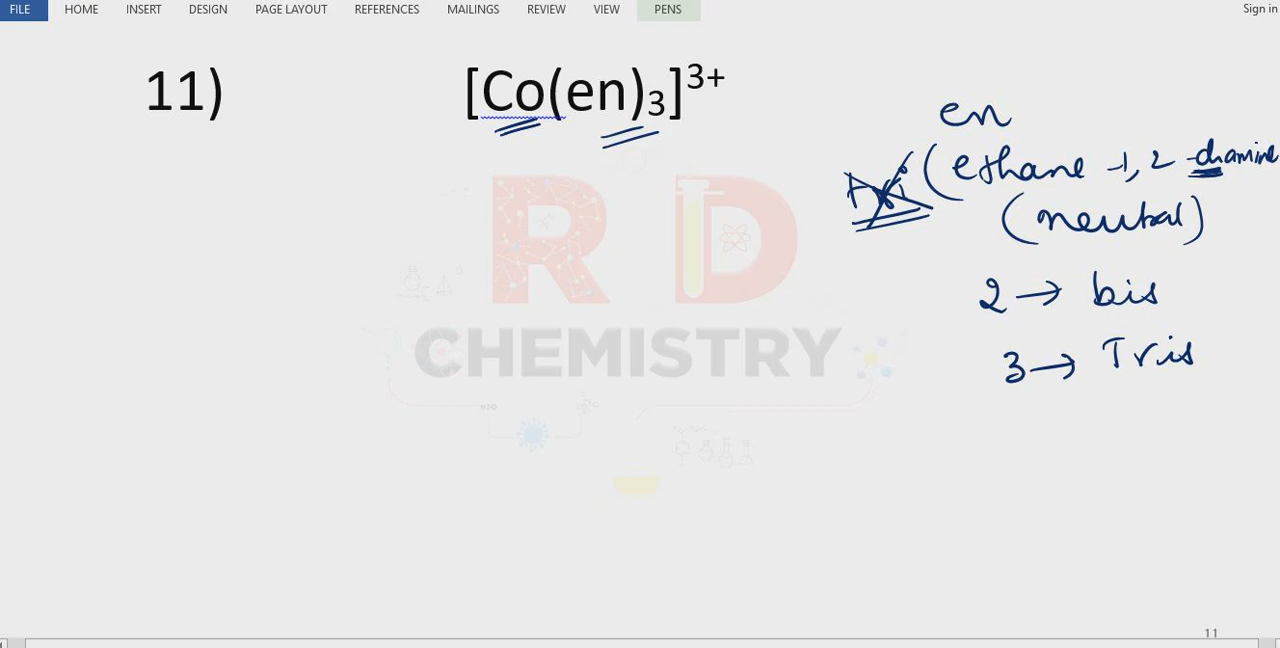 FILE HOME INSERT DESIGN PAGE LAYOUT REFERENCES MAILINGS REVIEW VIEW PENS Sign in
11) [Co(en)₃]³⁺
en
(ethane -1, 2 -diamine
(neutral)
2 → bis
3 → Tris
RD
CHEMISTRY
11